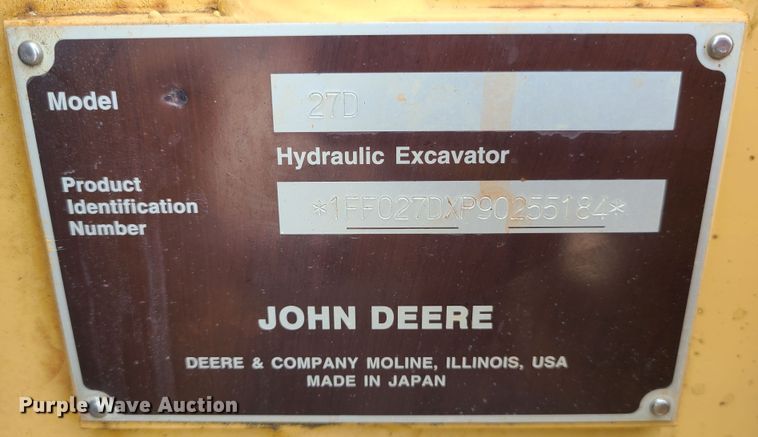 Model
27D
Hydraulic Excavator
Product
Identification
Number
*1FF027DXP90255184*
JOHN DEERE
DEERE & COMPANY MOLINE, ILLINOIS, USA
MADE IN JAPAN
Purple Wave Auction